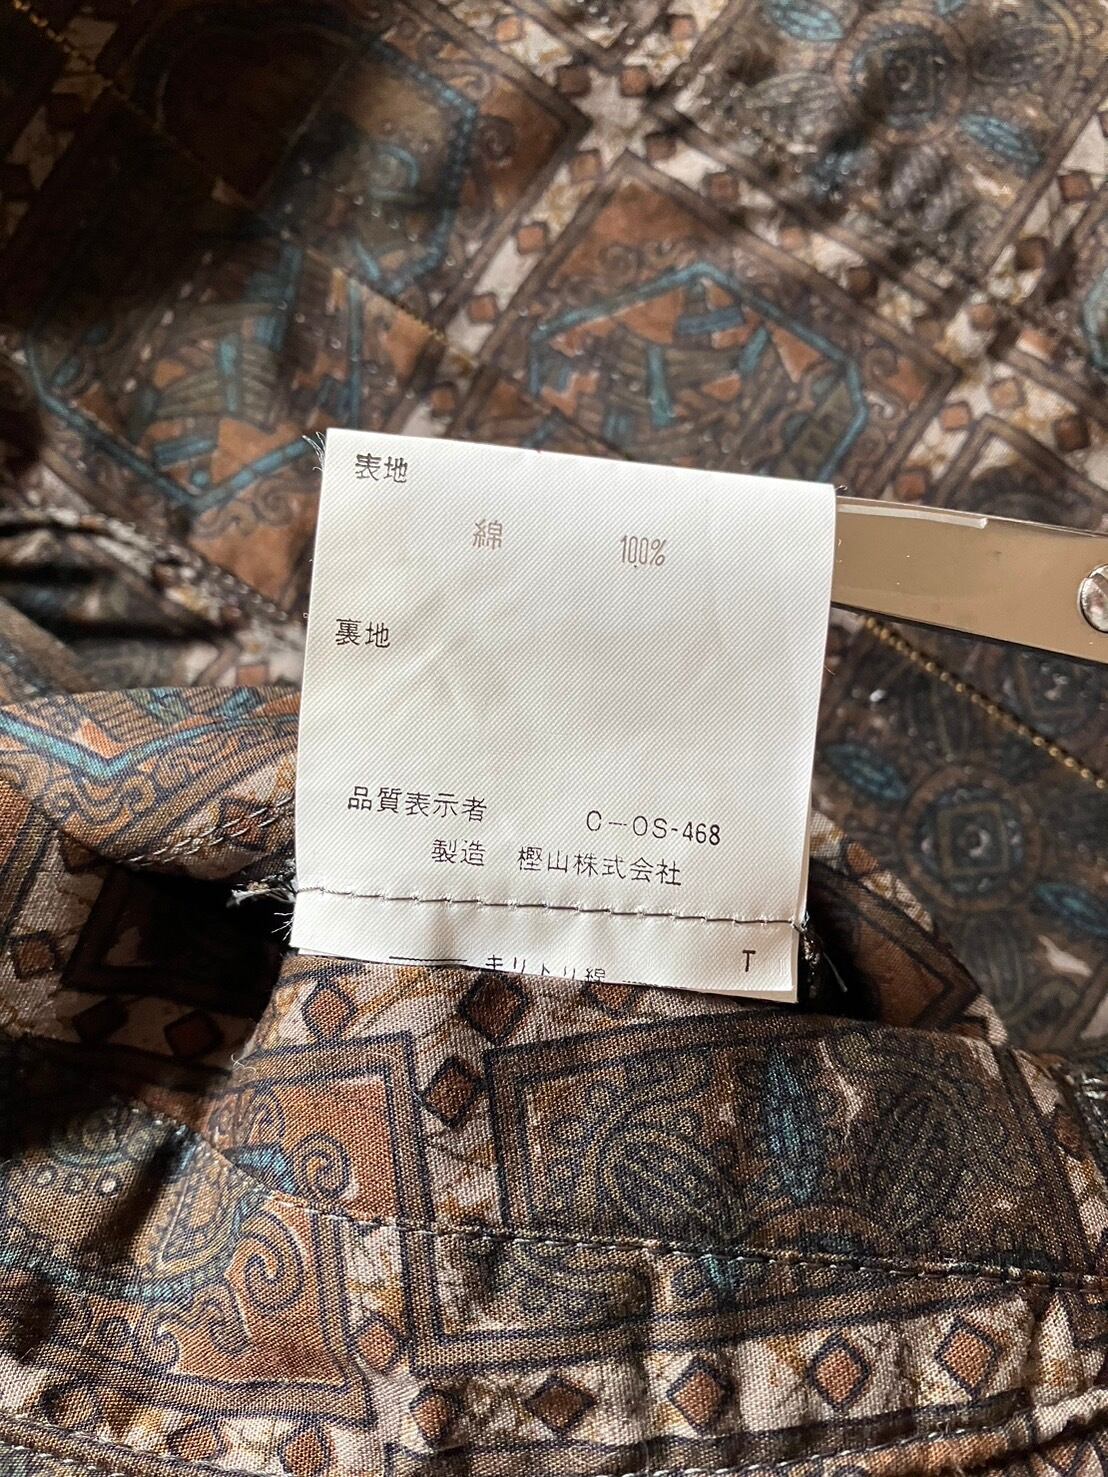 表地
綿 100%
裏地
品質表示者 O-OS-468
製造 樫山株式会社
キリトリ線 T